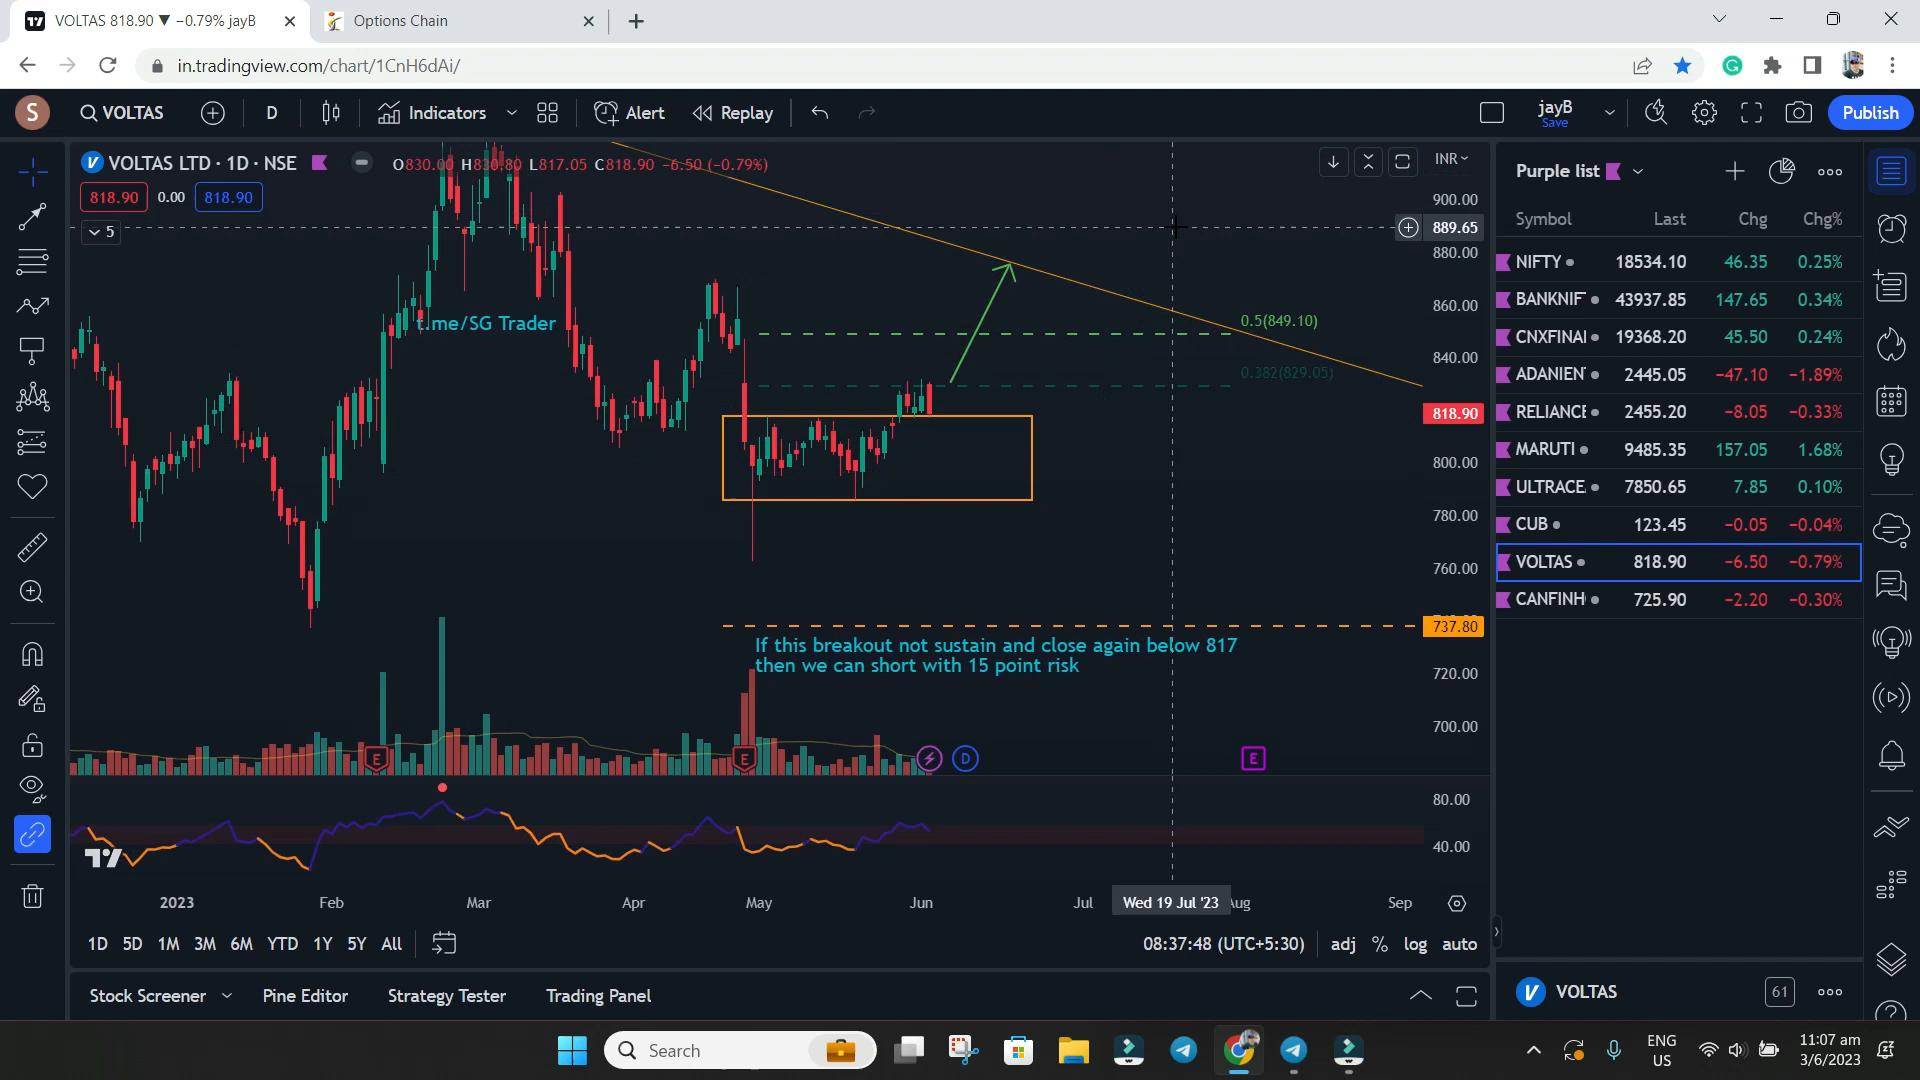 VOLTAS 818.90 ▼ −0.79% jayB
Options Chain
in.tradingview.com/chart/1CnH6dAi/
S
VOLTAS
D
Indicators
Alert
Replay
jayB
Save
Publish
VOLTAS LTD · 1D · NSE
O830.00 H830.80 L817.05 C818.90 −6.50 (−0.79%)
INR
818.90
0.00
818.90
5
t.me/SG Trader
0.5(849.10)
0.382(829.05)
If this breakout not sustain and close again below 817
then we can short with 15 point risk
900.00
889.65
880.00
860.00
840.00
818.90
800.00
780.00
760.00
737.80
720.00
700.00
80.00
40.00
E
E
D
E
2023
Feb
Mar
Apr
May
Jun
Jul
Wed 19 Jul '23
Aug
Sep
1D 5D 1M 3M 6M YTD 1Y 5Y All
08:37:48 (UTC+5:30)
adj % log auto
Stock Screener
Pine Editor
Strategy Tester
Trading Panel
Purple list
Symbol Last Chg Chg%
NIFTY 18534.10 46.35 0.25%
BANKNIF 43937.85 147.65 0.34%
CNXFINAI 19368.20 45.50 0.24%
ADANIEN 2445.05 −47.10 −1.89%
RELIANCE 2455.20 −8.05 −0.33%
MARUTI 9485.35 157.05 1.68%
ULTRACE 7850.65 7.85 0.10%
CUB 123.45 −0.05 −0.04%
VOLTAS 818.90 −6.50 −0.79%
CANFINH 725.90 −2.20 −0.30%
VOLTAS
61
Search
ENG
US
11:07 am
3/6/2023